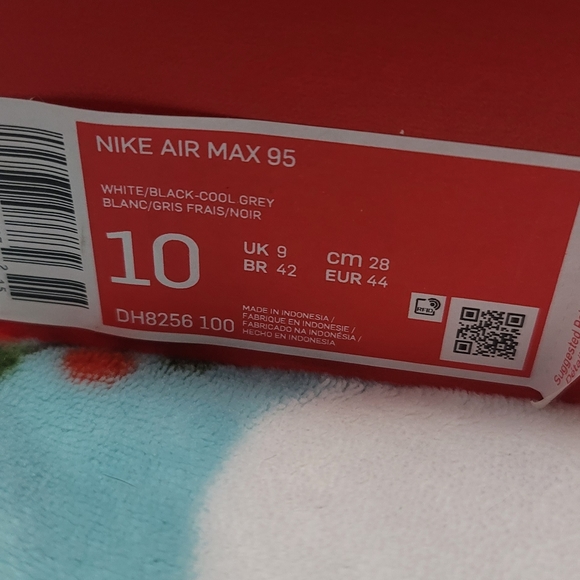 NIKE AIR MAX 95
WHITE/BLACK-COOL GREY
BLANC/GRIS FRAIS/NOIR
10
UK 9
BR 42
cm 28
EUR 44
DH8256 100
MADE IN INDONESIA /
FABRIQUE EN INDONESIE /
FABRICADO NA INDONÉSIA /
HECHO EN INDONESIA
RFID
Suggested